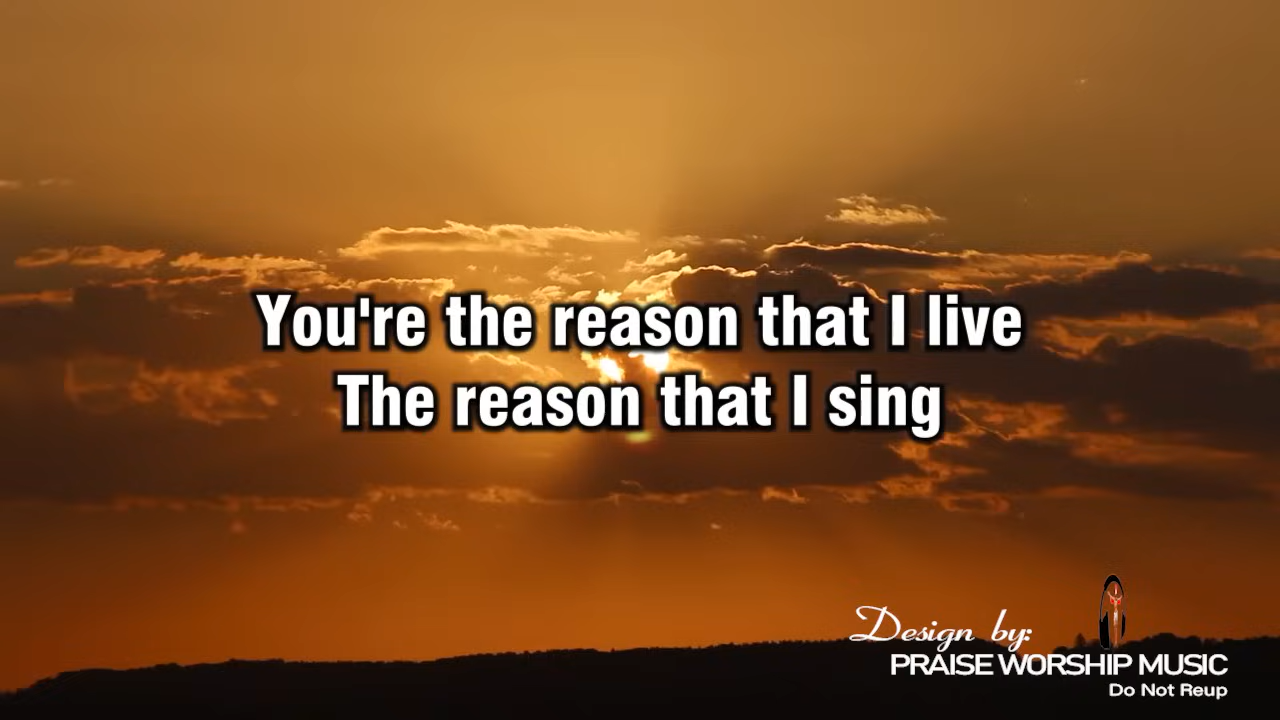 You're the reason that I live
The reason that I sing
Design by:
PRAISE WORSHIP MUSIC
Do Not Reup